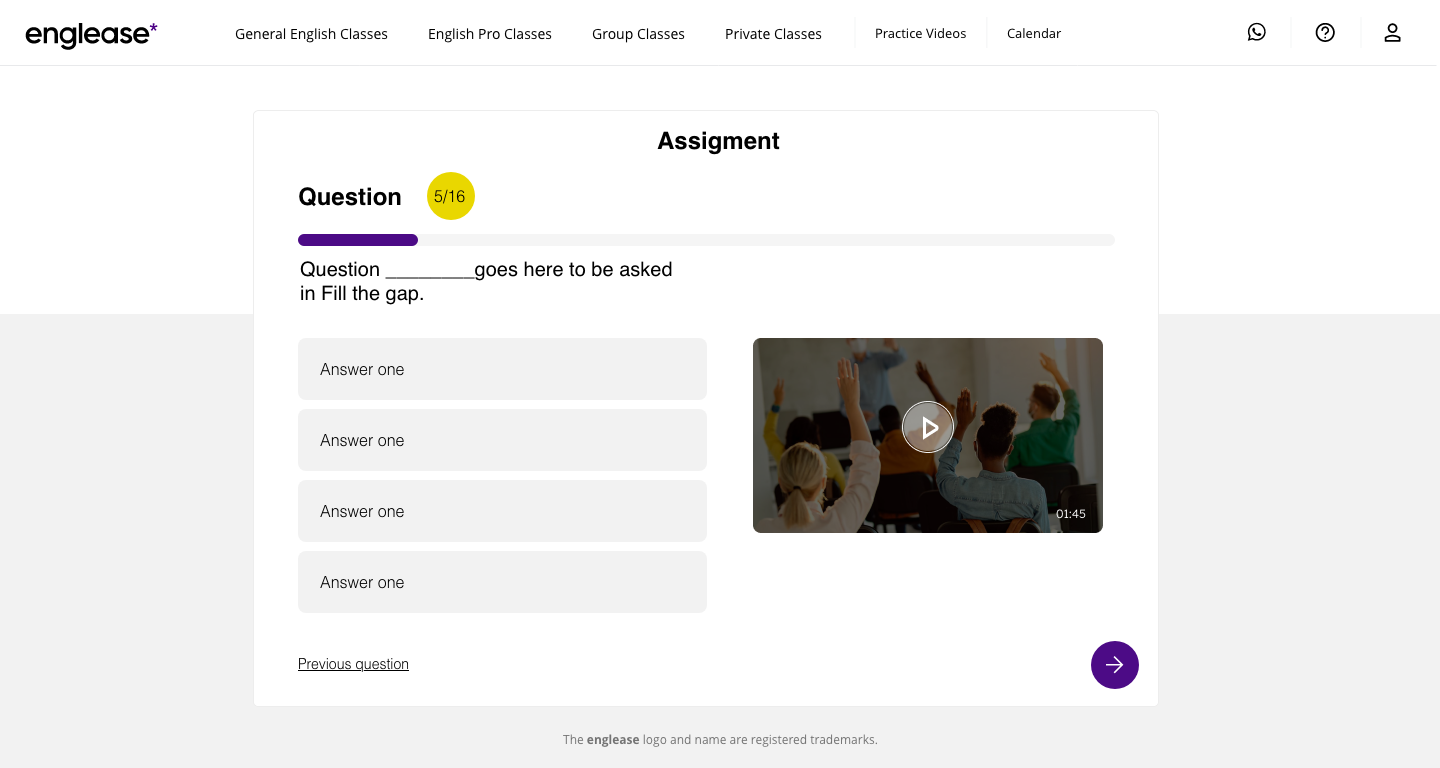 englease*
General English Classes English Pro Classes Group Classes Private Classes Practice Videos Calendar
Assigment
Question 5/16
Question ________goes here to be asked
in Fill the gap.
Answer one
Answer one
Answer one
Answer one
01:45
Previous question
The englease logo and name are registered trademarks.